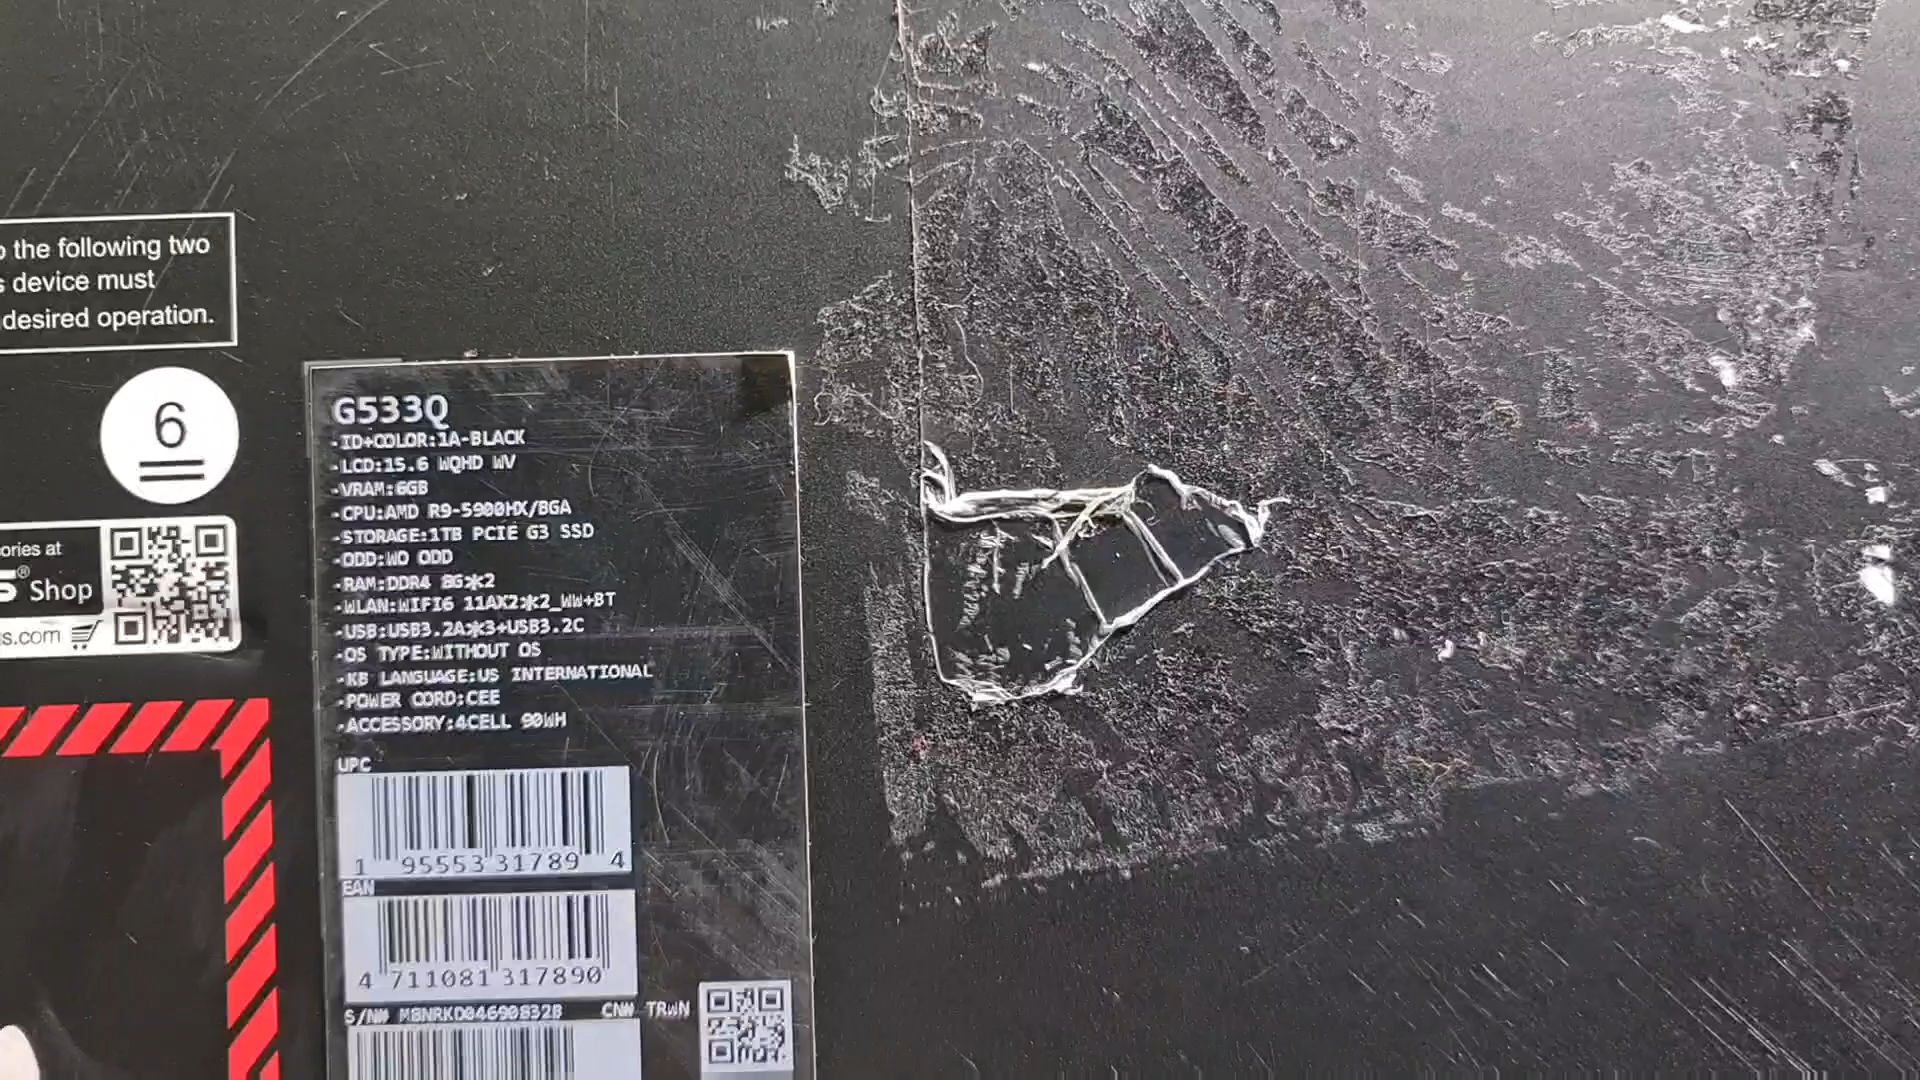 the following two
device must
desired operation.
6
ories at
S® Shop
s.com
G533Q
-ID+COLOR:1A-BLACK
-LCD:15.6 WQHD WV
-VRAM:6GB
-CPU:AMD R9-5900HX/BGA
-STORAGE:1TB PCIE G3 SSD
-ODD:WO ODD
-RAM:DDR4 8G*2
-WLAN:WIFI6 11AX2*2_WW+BT
-USB:USB3.2A*3+USB3.2C
-OS TYPE:WITHOUT OS
-KB LANGUAGE:US INTERNATIONAL
-POWER CORD:CEE
-ACCESSORY:4CELL 90WH
UPC
1 95553 31789 4
EAN
4 711081 317890
S/N# M8NRKD04690832B CN# TRWN